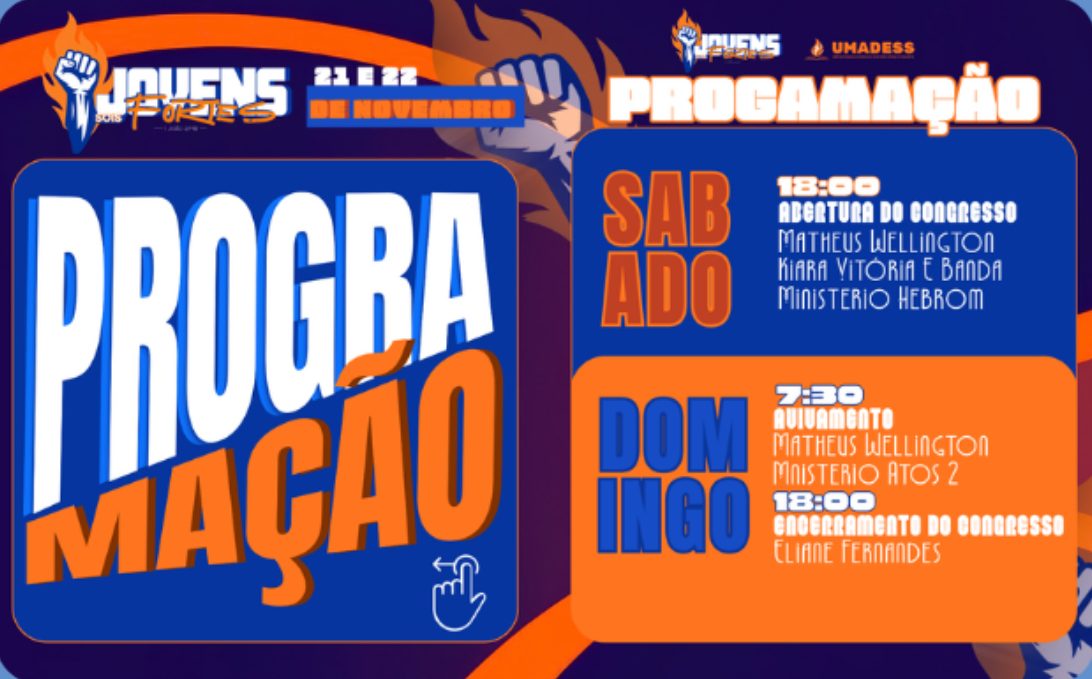 JOVENS
SOIS FORTES
21 E 22
DE NOVEMBRO
PROGRA
MAÇÃO
JOVENS
FORTES
UMADESS
PROGAMAÇÃO
SAB
ADO
18:00
ABERTURA DO CONGRESSO
MATHEUS WELLINGTON
KIARA VITÓRIA E BANDA
MINISTERIO HEBROM
DOM
INGO
7:30
AVIVAMENTO
MATHEUS WELLINGTON
MNISTERIO ATOS 2
18:00
ENCERRAMENTO DO CONGRESSO
ELIANE FERNANDES